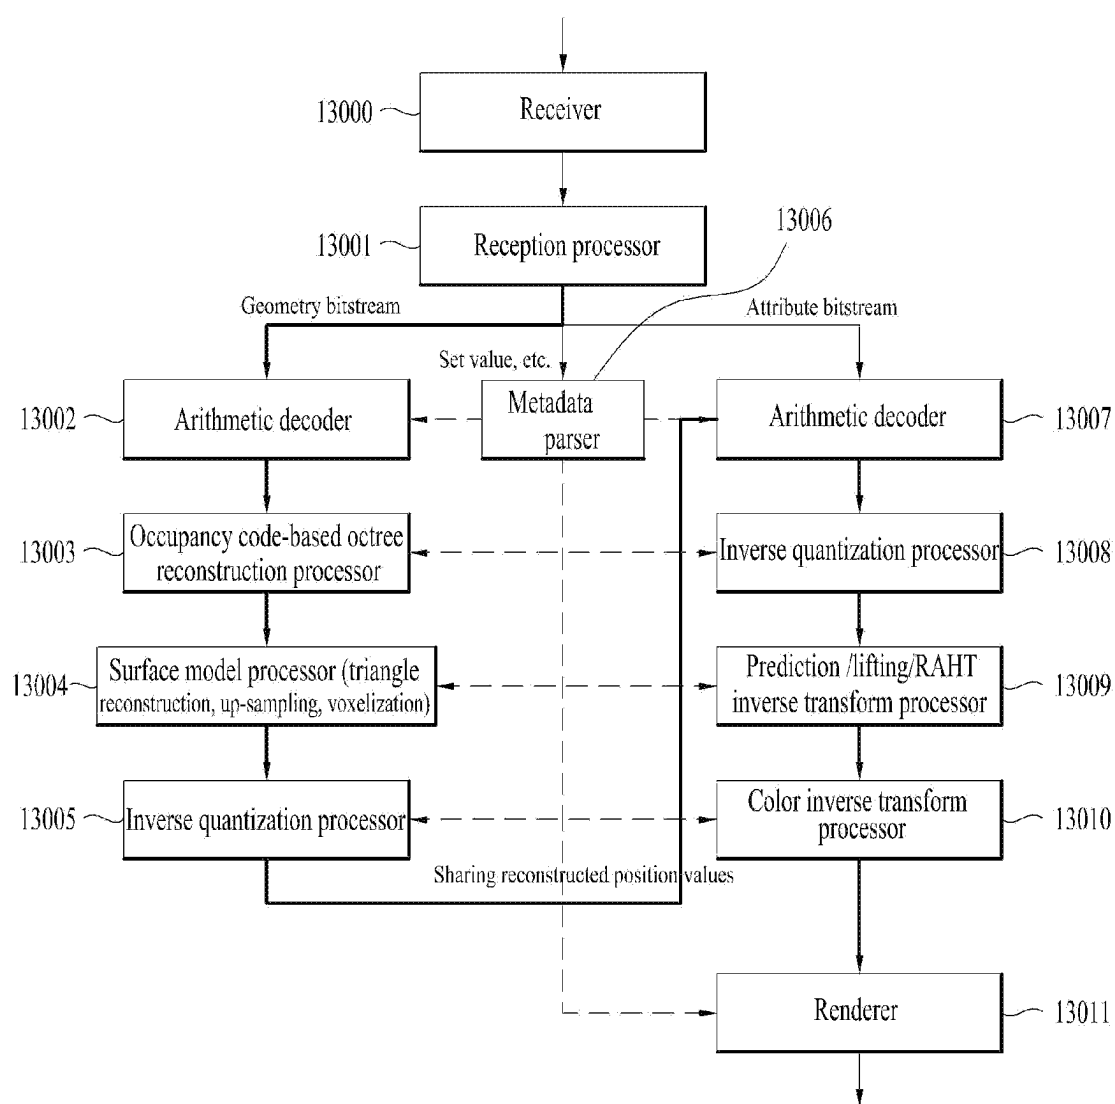 13000
Receiver
13001
Reception processor
13006
Geometry bitstream
Attribute bitstream
Set value, etc.
13002
Arithmetic decoder
Metadata
parser
Arithmetic decoder
13007
13003
Occupancy code-based octree
reconstruction processor
Inverse quantization processor
13008
13004
Surface model processor (triangle
reconstruction, up-sampling, voxelization)
Prediction /lifting/RAHT
inverse transform processor
13009
13005
Inverse quantization processor
Color inverse transform
processor
13010
Sharing reconstructed position values
Renderer
13011